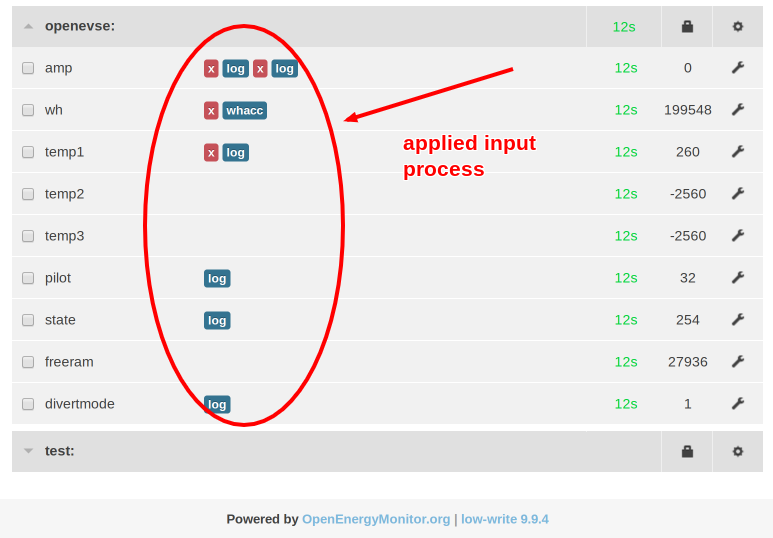 openevse: 12s
amp x log x log 12s 0
wh x whacc 12s 199548
temp1 x log 12s 260
applied input
process
temp2 12s -2560
temp3 12s -2560
pilot log 12s 32
state log 12s 254
freeram 12s 27936
divertmode log 12s 1
test:
Powered by OpenEnergyMonitor.org | low-write 9.9.4